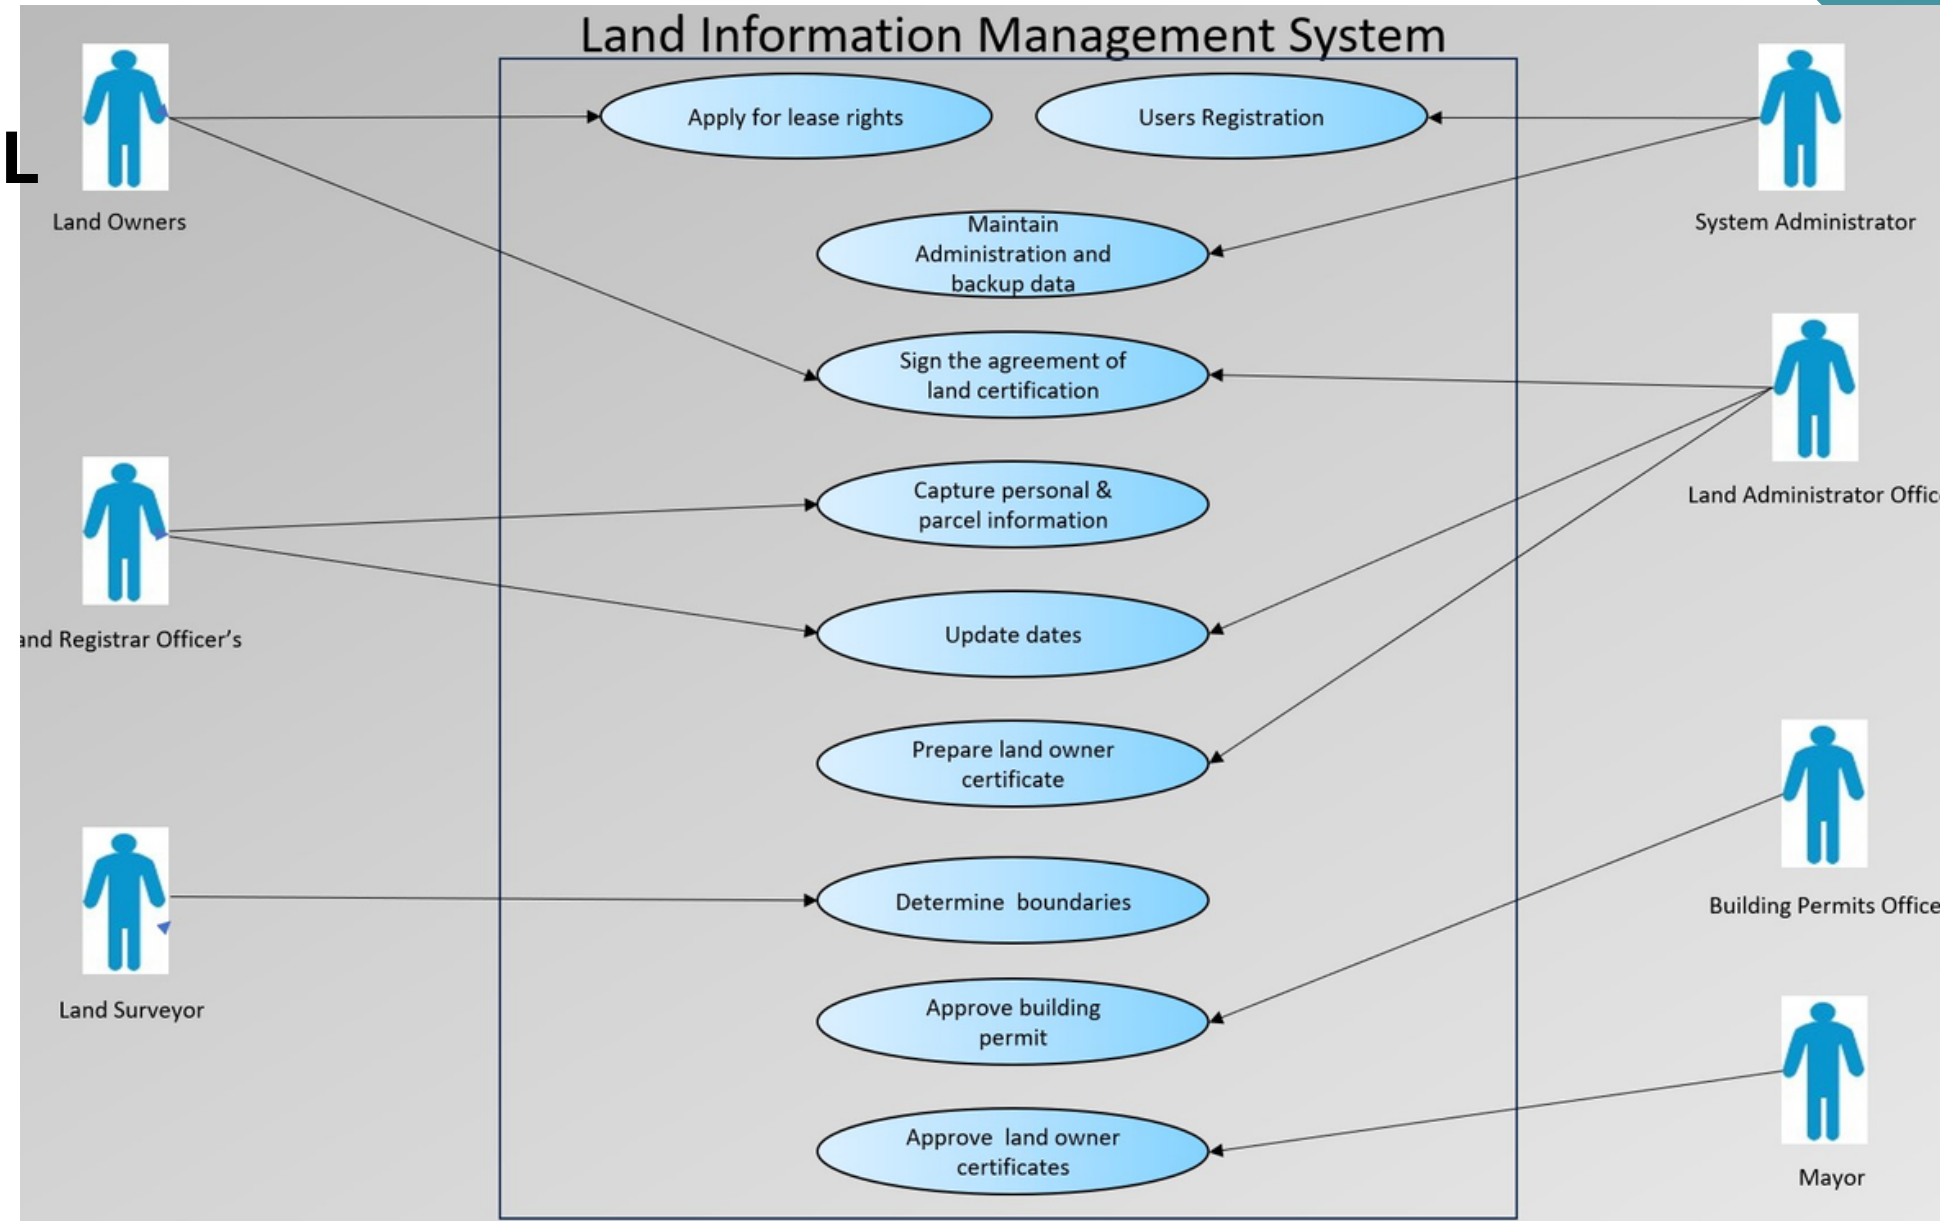 Land Information Management System
L
Apply for lease rights
Users Registration
Land Owners
System Administrator
Maintain
Administration and
backup data
Sign the agreement of
land certification
Capture personal &
parcel information
Land Administrator Offic
and Registrar Officer’s
Update dates
Prepare land owner
certificate
Determine  boundaries
Building Permits Office
Land Surveyor
Approve building
permit
Approve  land owner
certificates
Mayor